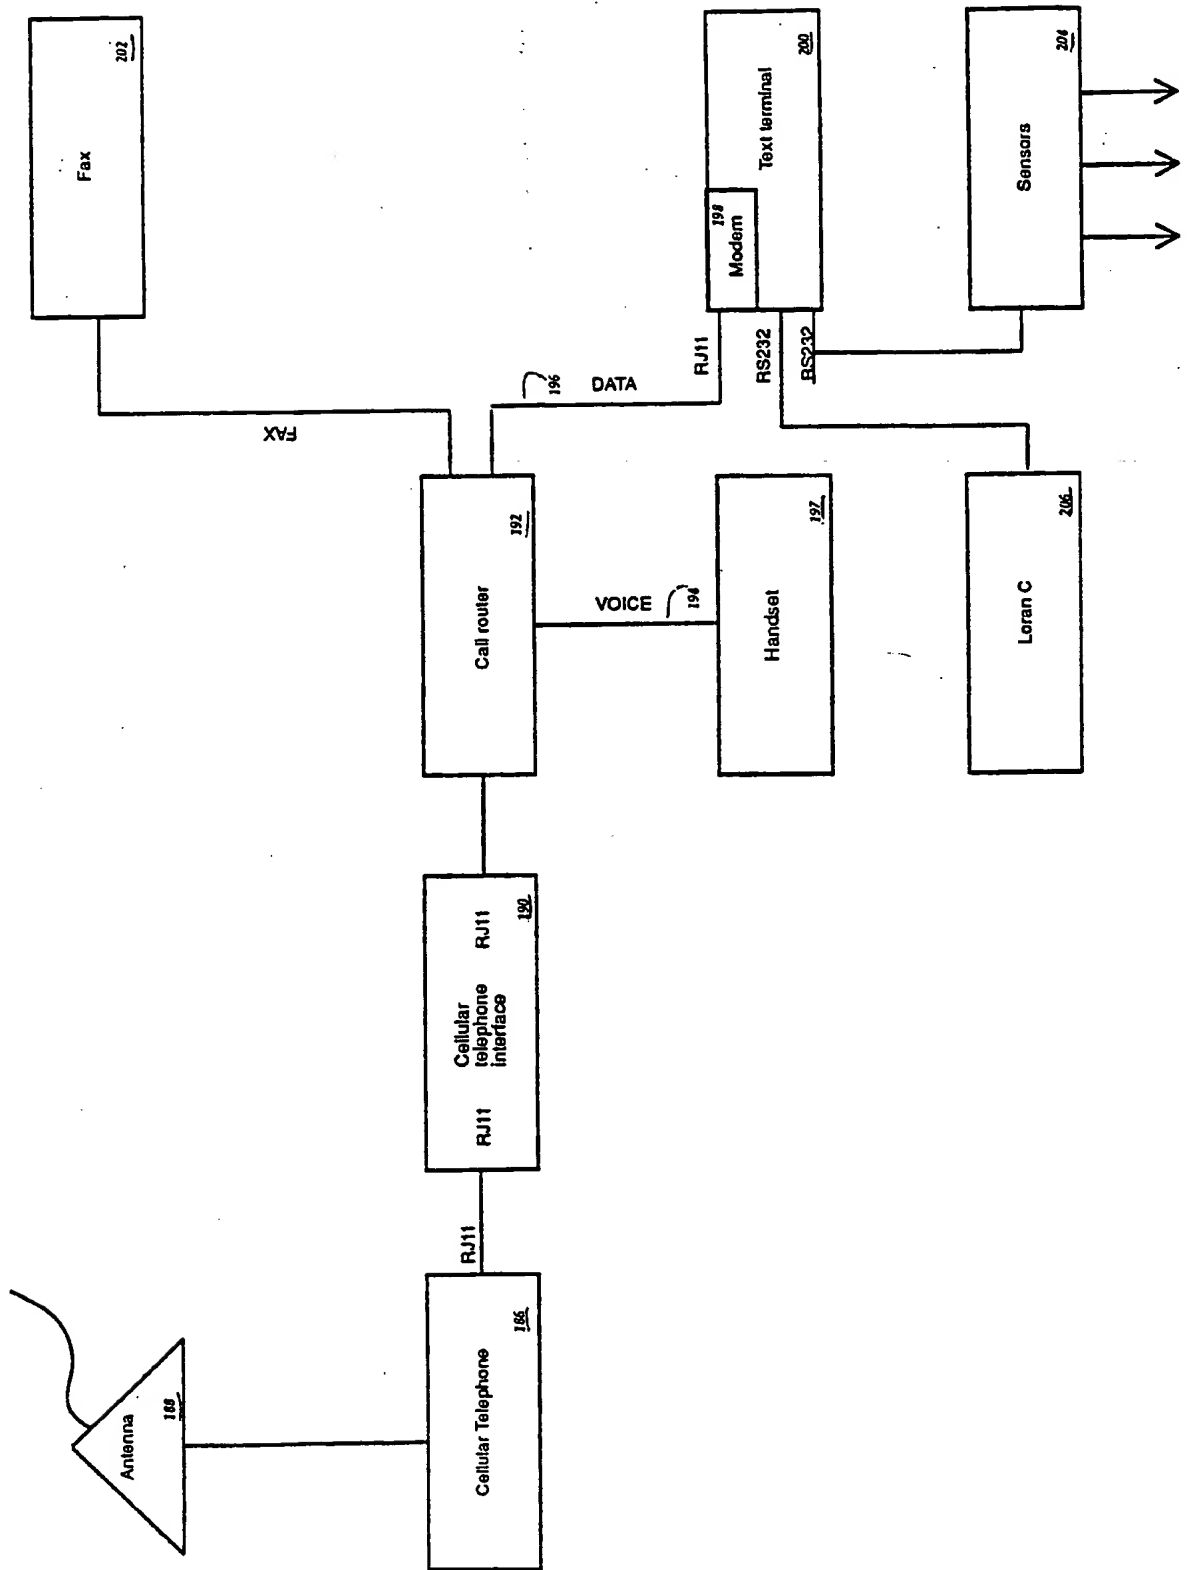 Antenna
188
Cellular Telephone
186
RJ11
RJ11
Cellular
telephone
interface
RJ11
190
Call router
192
FAX
Fax
202
VOICE
194
Handset
197
DATA
196
RJ11
RS232
RS232
Modem
198
Text terminal
200
Loran C
206
Sensors
204